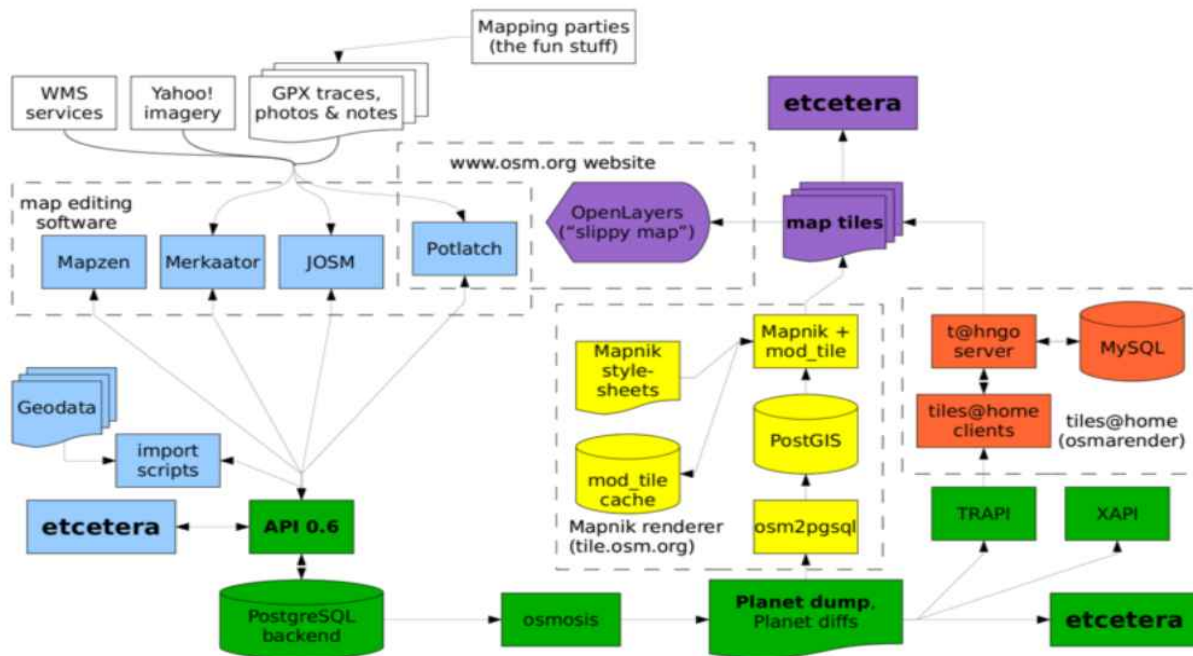 Mapping parties
(the fun stuff)
WMS
services
Yahoo!
imagery
GPX traces,
photos & notes
etcetera
www.osm.org website
map editing
software
OpenLayers
("slippy map")
map tiles
Mapzen
Merkaator
JOSM
Potlatch
Mapnik
style-
sheets
Mapnik +
mod_tile
t@hngo
server
MySQL
Geodata
import
scripts
PostGIS
tiles@home
clients
tiles@home
(osmarender)
mod_tile
cache
Mapnik renderer
(tile.osm.org)
osm2pgsql
etcetera
API 0.6
TRAPI
XAPI
PostgreSQL
backend
osmosis
Planet dump,
Planet diffs
etcetera